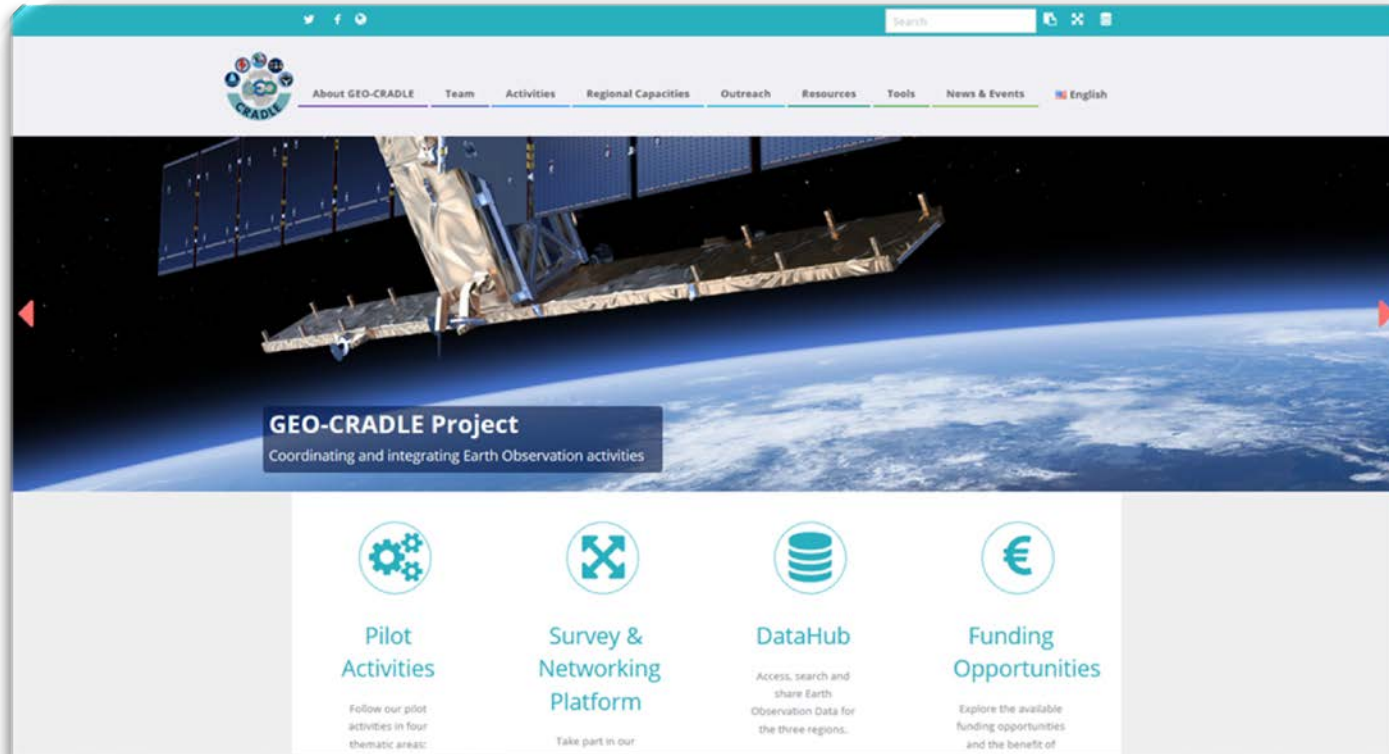 Search
GEO
CRADLE
About GEO-CRADLE Team Activities Regional Capacities Outreach Resources Tools News & Events English
GEO-CRADLE Project
Coordinating and integrating Earth Observation activities
Pilot
Activities
Follow our pilot
activities in four
thematic areas:
Survey &
Networking
Platform
Take part in our
DataHub
Access, search and
share Earth
Observation Data for
the three regions.
€
Funding
Opportunities
Explore the available
funding opportunities
and the benefit of